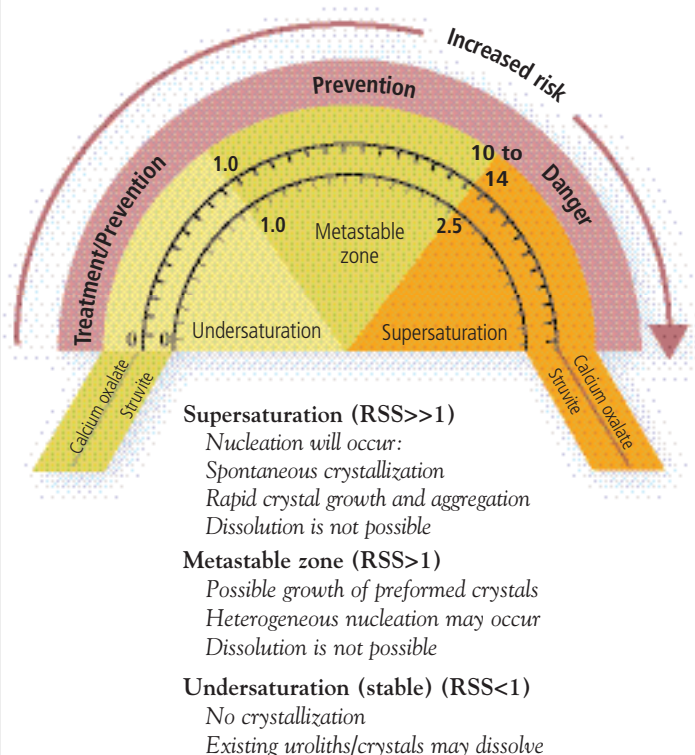 Increased risk
Prevention
Treatment/Prevention
Danger
1.0
10 to
14
1.0
2.5
Metastable
zone
0
0
Undersaturation
Supersaturation
Calcium oxalate
Struvite
Struvite
Calcium oxalate
Supersaturation (RSS>>1)
Nucleation will occur:
Spontaneous crystallization
Rapid crystal growth and aggregation
Dissolution is not possible
Metastable zone (RSS>1)
Possible growth of preformed crystals
Heterogeneous nucleation may occur
Dissolution is not possible
Undersaturation (stable) (RSS<1)
No crystallization
Existing uroliths/crystals may dissolve